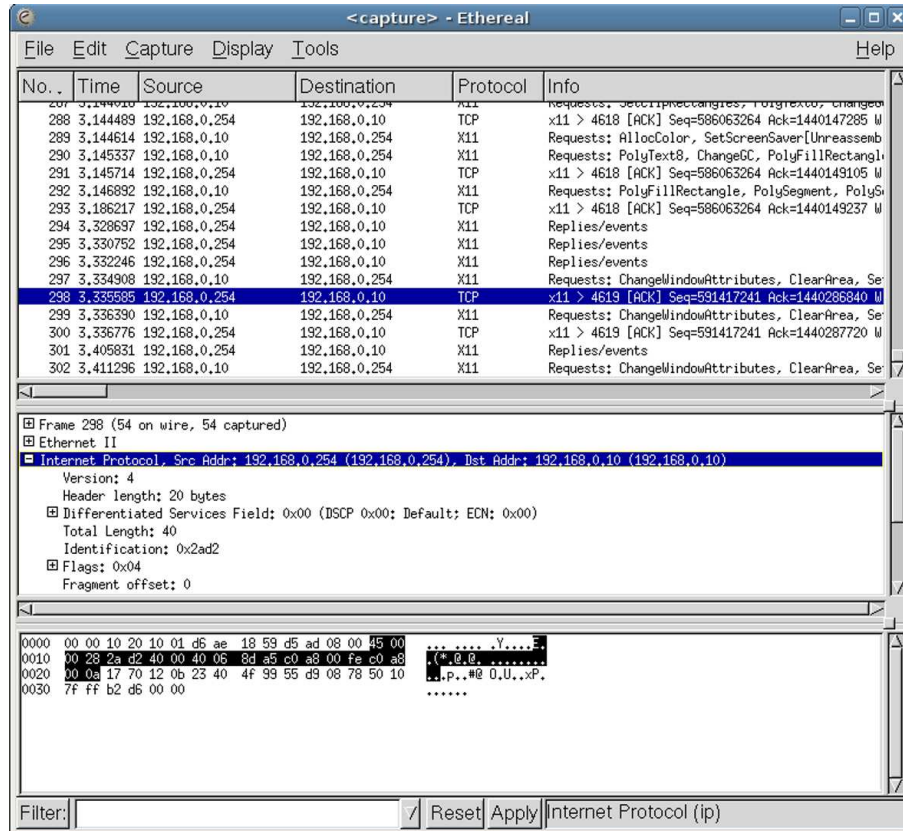 <capture> - Ethereal
File Edit Capture Display Tools Help
No. . Time Source Destination Protocol Info
288 3.144489 192.168.0.254 192.168.0.10 TCP x11 > 4618 [ACK] Seq=586063264 Ack=1440147285 W
289 3.144614 192.168.0.10 192.168.0.254 X11 Requests: AllocColor, SetScreenSaver[Unreassemb
290 3.145337 192.168.0.10 192.168.0.254 X11 Requests: PolyText8, ChangeGC, PolyFillRectangl
291 3.145714 192.168.0.254 192.168.0.10 TCP x11 > 4618 [ACK] Seq=586063264 Ack=1440149105 W
292 3.146892 192.168.0.10 192.168.0.254 X11 Requests: PolyFillRectangle, PolySegment, PolyS
293 3.186217 192.168.0.254 192.168.0.10 TCP x11 > 4618 [ACK] Seq=586063264 Ack=1440149237 W
294 3.328697 192.168.0.254 192.168.0.10 X11 Replies/events
295 3.330752 192.168.0.254 192.168.0.10 X11 Replies/events
296 3.332246 192.168.0.254 192.168.0.10 X11 Replies/events
297 3.334908 192.168.0.10 192.168.0.254 X11 Requests: ChangeWindowAttributes, ClearArea, Se
298 3.335585 192.168.0.254 192.168.0.10 TCP x11 > 4619 [ACK] Seq=591417241 Ack=1440286840 W
299 3.336390 192.168.0.10 192.168.0.254 X11 Requests: ChangeWindowAttributes, ClearArea, Se
300 3.336776 192.168.0.254 192.168.0.10 TCP x11 > 4619 [ACK] Seq=591417241 Ack=1440287720 W
301 3.405831 192.168.0.254 192.168.0.10 X11 Replies/events
302 3.411296 192.168.0.10 192.168.0.254 X11 Requests: ChangeWindowAttributes, ClearArea, Se
Frame 298 (54 on wire, 54 captured)
Ethernet II
Internet Protocol, Src Addr: 192.168.0.254 (192.168.0.254), Dst Addr: 192.168.0.10 (192.168.0.10)
Version: 4
Header length: 20 bytes
Differentiated Services Field: 0x00 (DSCP 0x00: Default; ECN: 0x00)
Total Length: 40
Identification: 0x2ad2
Flags: 0x04
Fragment offset: 0
0000 00 00 10 20 10 01 d6 ae 18 59 d5 ad 08 00 45 00 ... .... .Y....E.
0010 00 28 2a d2 40 00 40 06 8d a5 c0 a8 00 fe c0 a8 .(*.@.@. ........
0020 00 0a 17 70 12 0b 23 40 4f 99 55 d9 08 78 50 10 ...p..#@ O.U..xP.
0030 7f ff b2 d6 00 00 ......
Filter: Reset Apply Internet Protocol (ip)